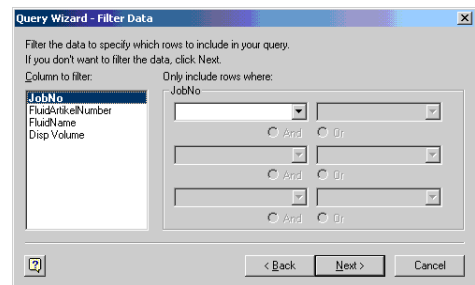 Query Wizard - Filter Data
Filter the data to specify which rows to include in your query.
If you don't want to filter the data, click Next.
Column to filter:
Only include rows where:
JobNo
FluidArtikelNumber
FluidName
Disp Volume
JobNo
And Or
And Or
And Or
< Back Next > Cancel